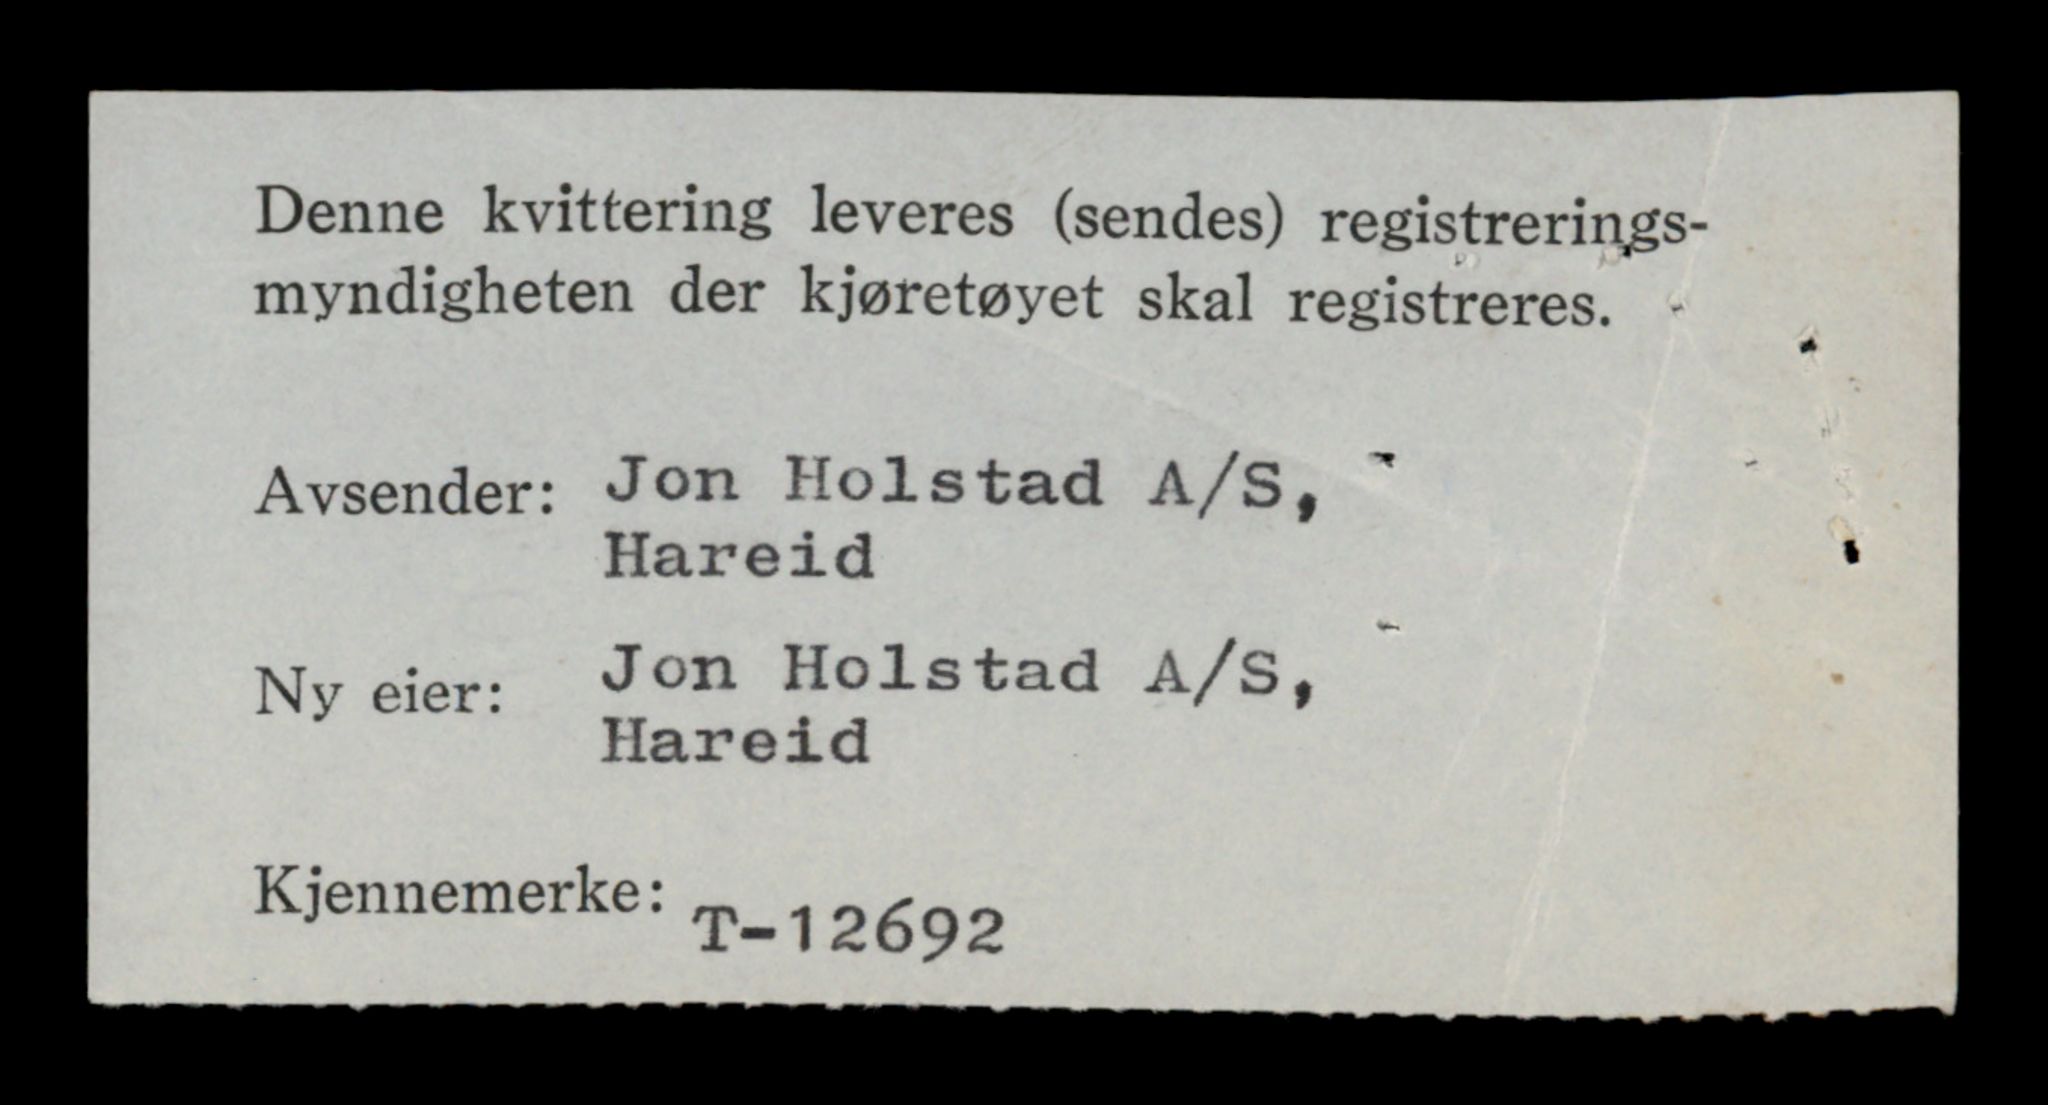 Denne kvittering leveres (sendes) registrerings-
myndigheten der kjøretøyet skal registreres.
Avsender: Jon Holstad A/S,
Hareid
Ny eier: Jon Holstad A/S,
Hareid
Kjennemerke: T-12692